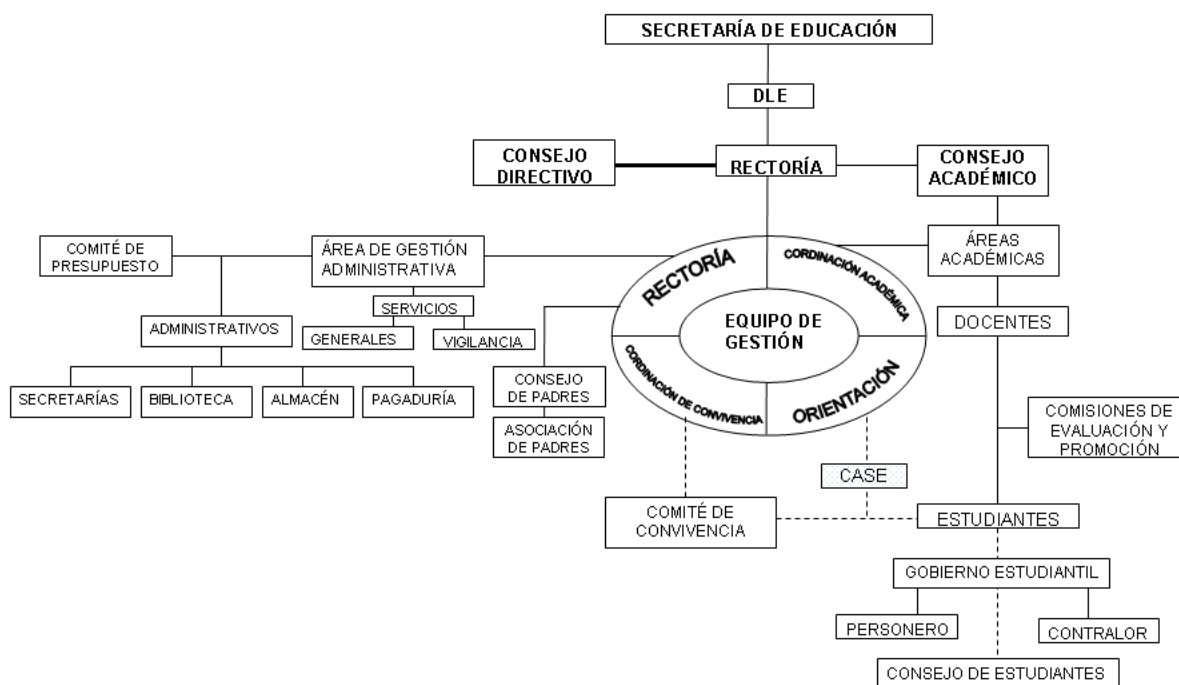 SECRETARÍA DE EDUCACIÓN
DLE
CONSEJO
DIRECTIVO
RECTORÍA
CONSEJO
ACADÉMICO
COMITÉ DE
PRESUPUESTO
ÁREA DE GESTIÓN
ADMINISTRATIVA
RECTORÍA
CORDINACIÓN ACADÉMICA
ÁREAS
ACADÉMICAS
SERVICIOS
GENERALES
VIGILANCIA
ADMINISTRATIVOS
EQUIPO DE
GESTIÓN
DOCENTES
SECRETARÍAS
BIBLIOTECA
ALMACÉN
PAGADURÍA
CONSEJO
DE PADRES
CORDINACIÓN DE CONVIVENCIA
ORIENTACIÓN
ASOCIACIÓN
DE PADRES
COMISIONES DE
EVALUACIÓN Y
PROMOCIÓN
CASE
COMITÉ DE
CONVIVENCIA
ESTUDIANTES
GOBIERNO ESTUDIANTIL
PERSONERO
CONTRALOR
CONSEJO DE ESTUDIANTES